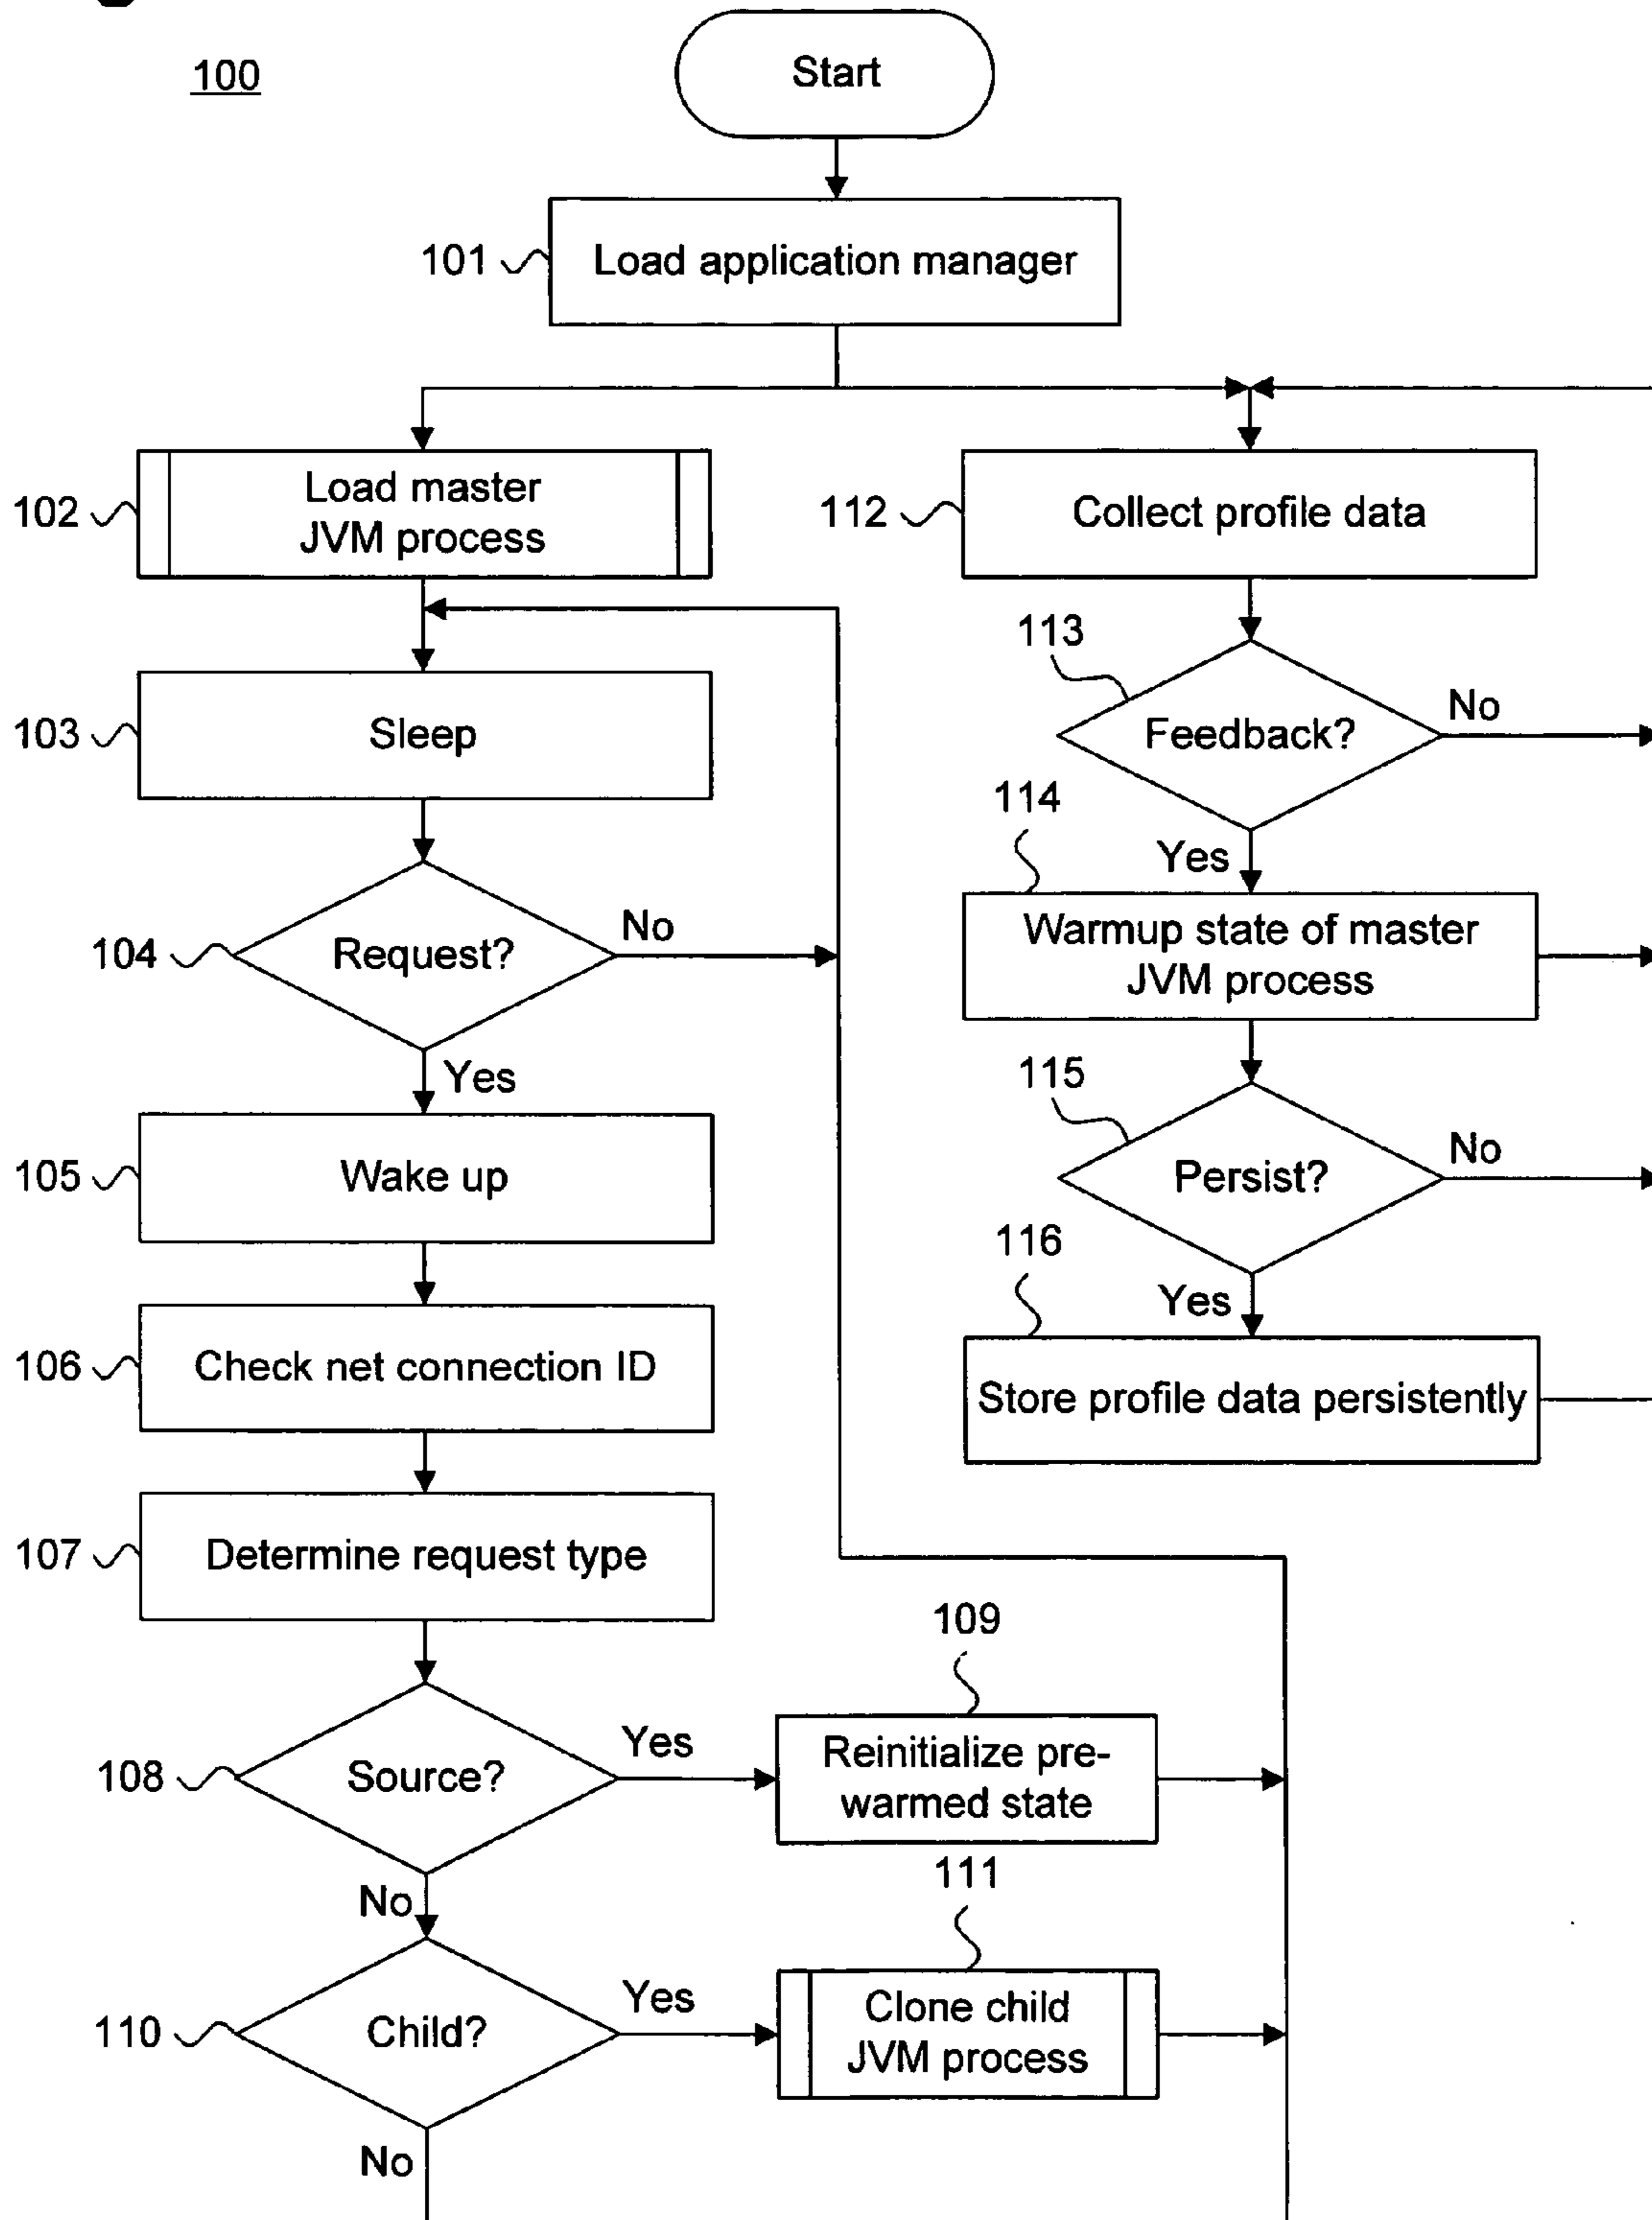 100
Start
101
Load application manager
102
Load master
JVM process
112
Collect profile data
113
103
Sleep
Feedback?
No
114
Yes
104
Request?
No
Warmup state of master
JVM process
Yes
115
105
Wake up
Persist?
No
116
Yes
106
Check net connection ID
Store profile data persistently
107
Determine request type
109
108
Source?
Yes
Reinitialize pre-
warmed state
No
111
110
Child?
Yes
Clone child
JVM process
No